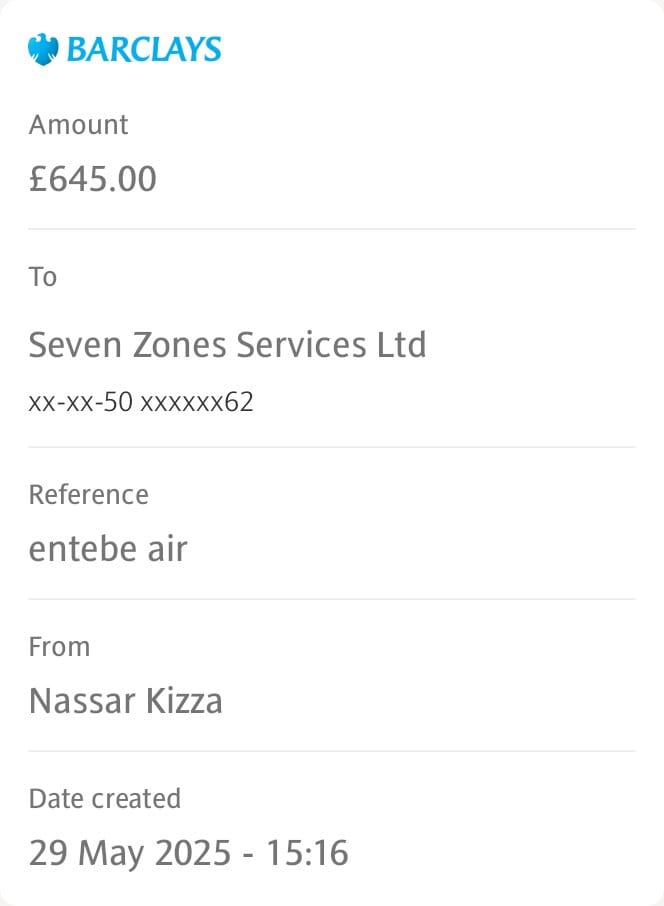 BARCLAYS
Amount
£645.00
To
Seven Zones Services Ltd
xx-xx-50 xxxxxx62
Reference
entebe air
From
Nassar Kizza
Date created
29 May 2025 - 15:16